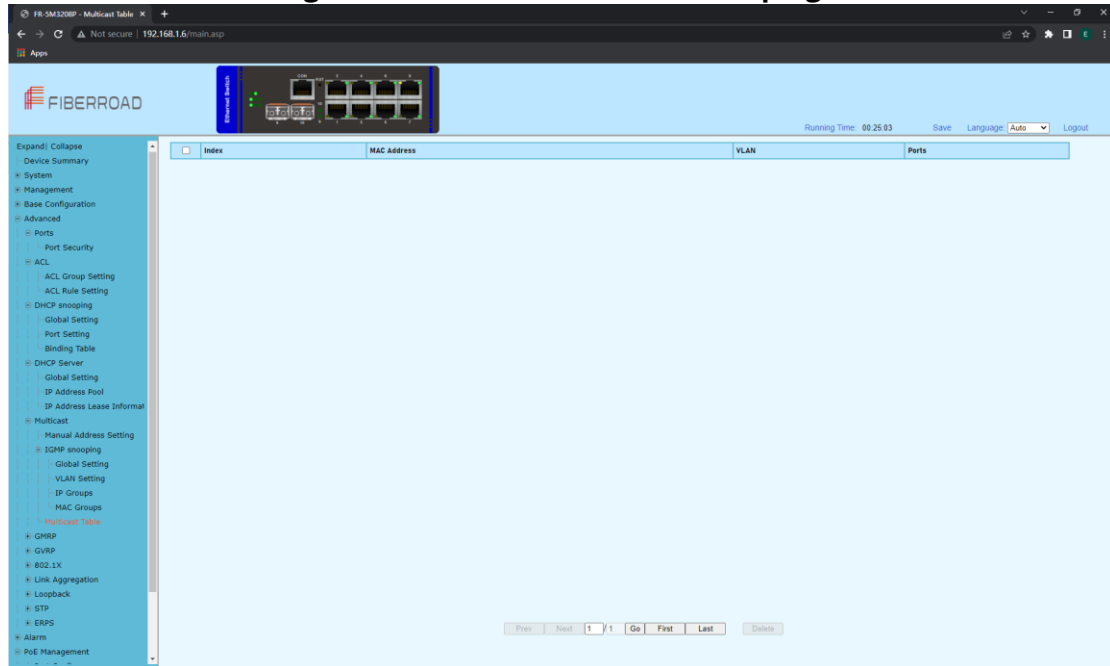 FR-5M3208P - Multicast Table
Not secure | 192.168.1.6/main.asp
E
Apps
FIBERROAD
Ethernet Switch
Running Time: 00:25:03 Save Language: Auto Logout
Expand| Collapse
Device Summary
System
Management
Base Configuration
Advanced
Ports
Port Security
ACL
ACL Group Setting
ACL Rule Setting
DHCP snooping
Global Setting
Port Setting
Binding Table
DHCP Server
Global Setting
IP Address Pool
IP Address Lease Informat
Multicast
Manual Address Setting
IGMP snooping
Global Setting
VLAN Setting
IP Groups
MAC Groups
Multicast Table
GMRP
GVRP
802.1X
Link Aggregation
Loopback
STP
ERPS
Alarm
PoE Management
Index MAC Address VLAN Ports
Prev Next 1 / 1 Go First Last Delete